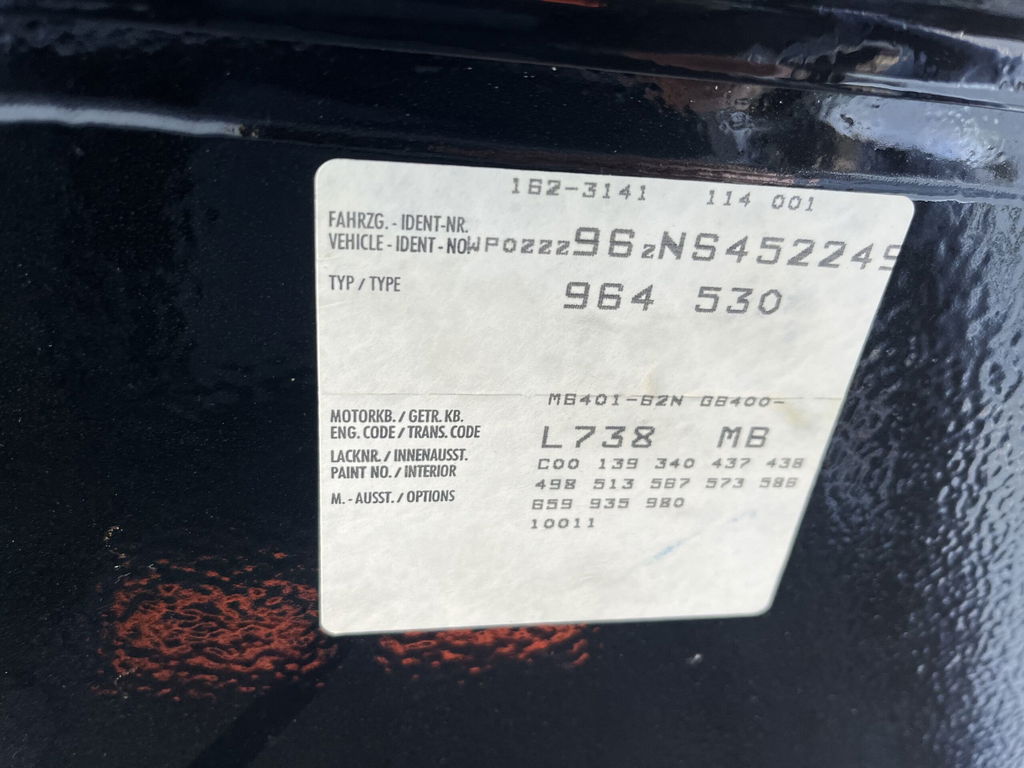 162-3141 114 001
FAHRZG. - IDENT-NR.
VEHICLE - IDENT - NO. WP0ZZZ96ZNS452249
TYP / TYPE 964 530
M6401-62N G6400-
MOTORKB. / GETR. KB.
ENG. CODE / TRANS. CODE L738 MB
LACKNR. / INNENAUSST.
PAINT NO. / INTERIOR C00 139 340 437 438
498 513 567 573 586
M. - AUSST. / OPTIONS 659 935 980
10011